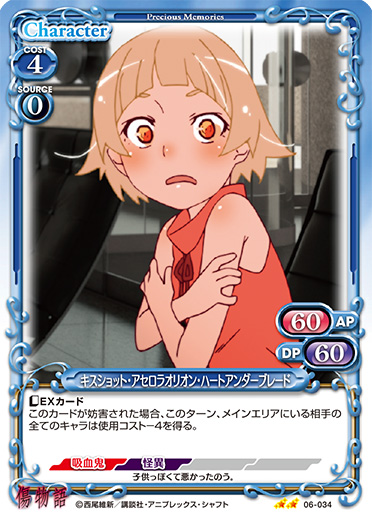 Precious Memories
Character
COST
4
SOURCE
0
60 AP
DP 60
キスショット・アセロラオリオン・ハートアンダーブレード
EXカード
このカードが妨害された場合、このターン、メインエリアにいる相手の
全てのキャラは使用コスト−4を得る。
吸血鬼 怪異
子供っぽくて悪かったのう。
傷物語
©西尾維新／講談社・アニプレックス・シャフト
06-034